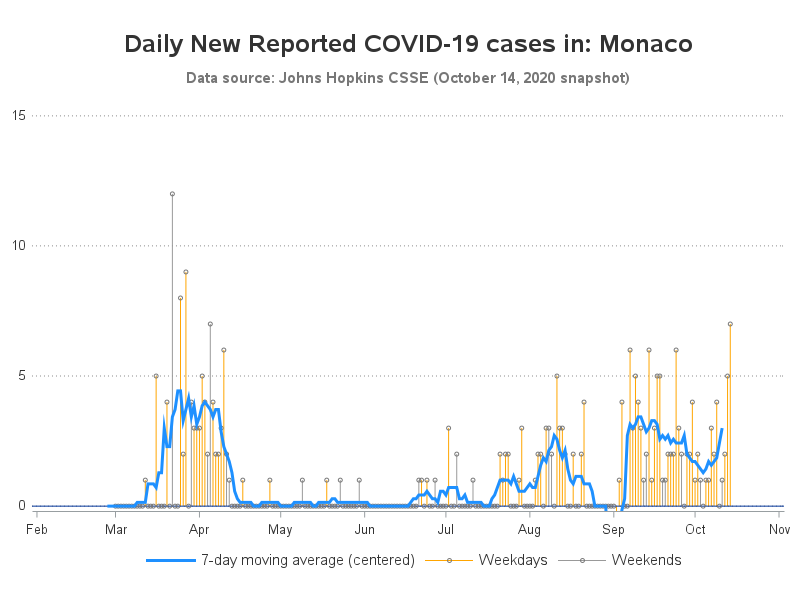 Daily New Reported COVID-19 cases in: Monaco
Data source: Johns Hopkins CSSE (October 14, 2020 snapshot)
15
10
5
0
Feb Mar Apr May Jun Jul Aug Sep Oct Nov
7-day moving average (centered) Weekdays Weekends